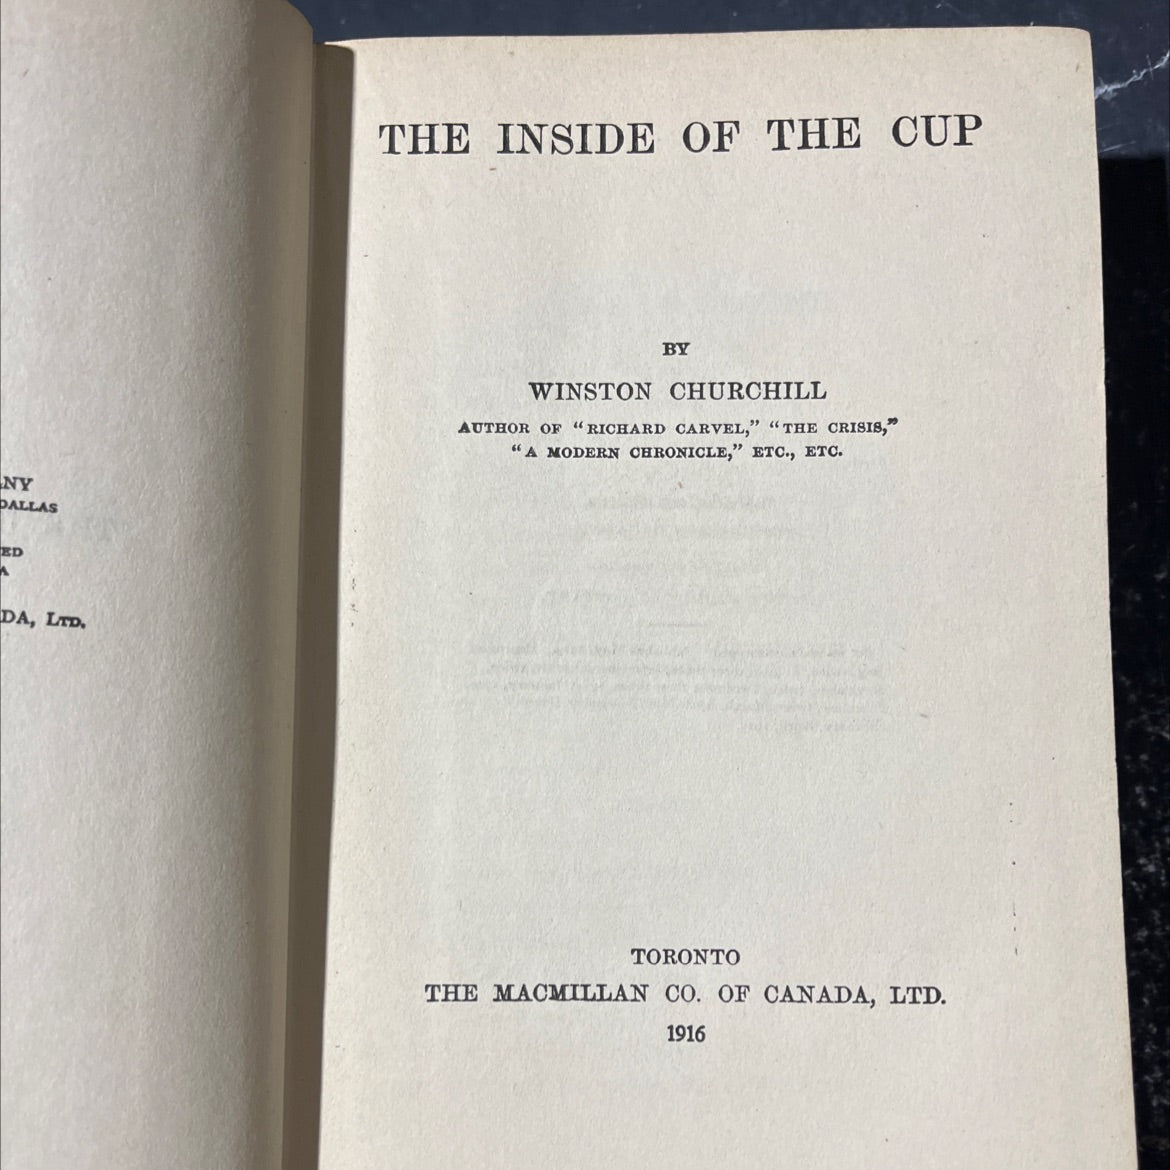 NY
DALLAS
ED
A
DA, LTD.
THE INSIDE OF THE CUP
BY
WINSTON CHURCHILL
AUTHOR OF “RICHARD CARVEL,” “THE CRISIS,”
“A MODERN CHRONICLE,” ETC., ETC.
TORONTO
THE MACMILLAN CO. OF CANADA, LTD.
1916